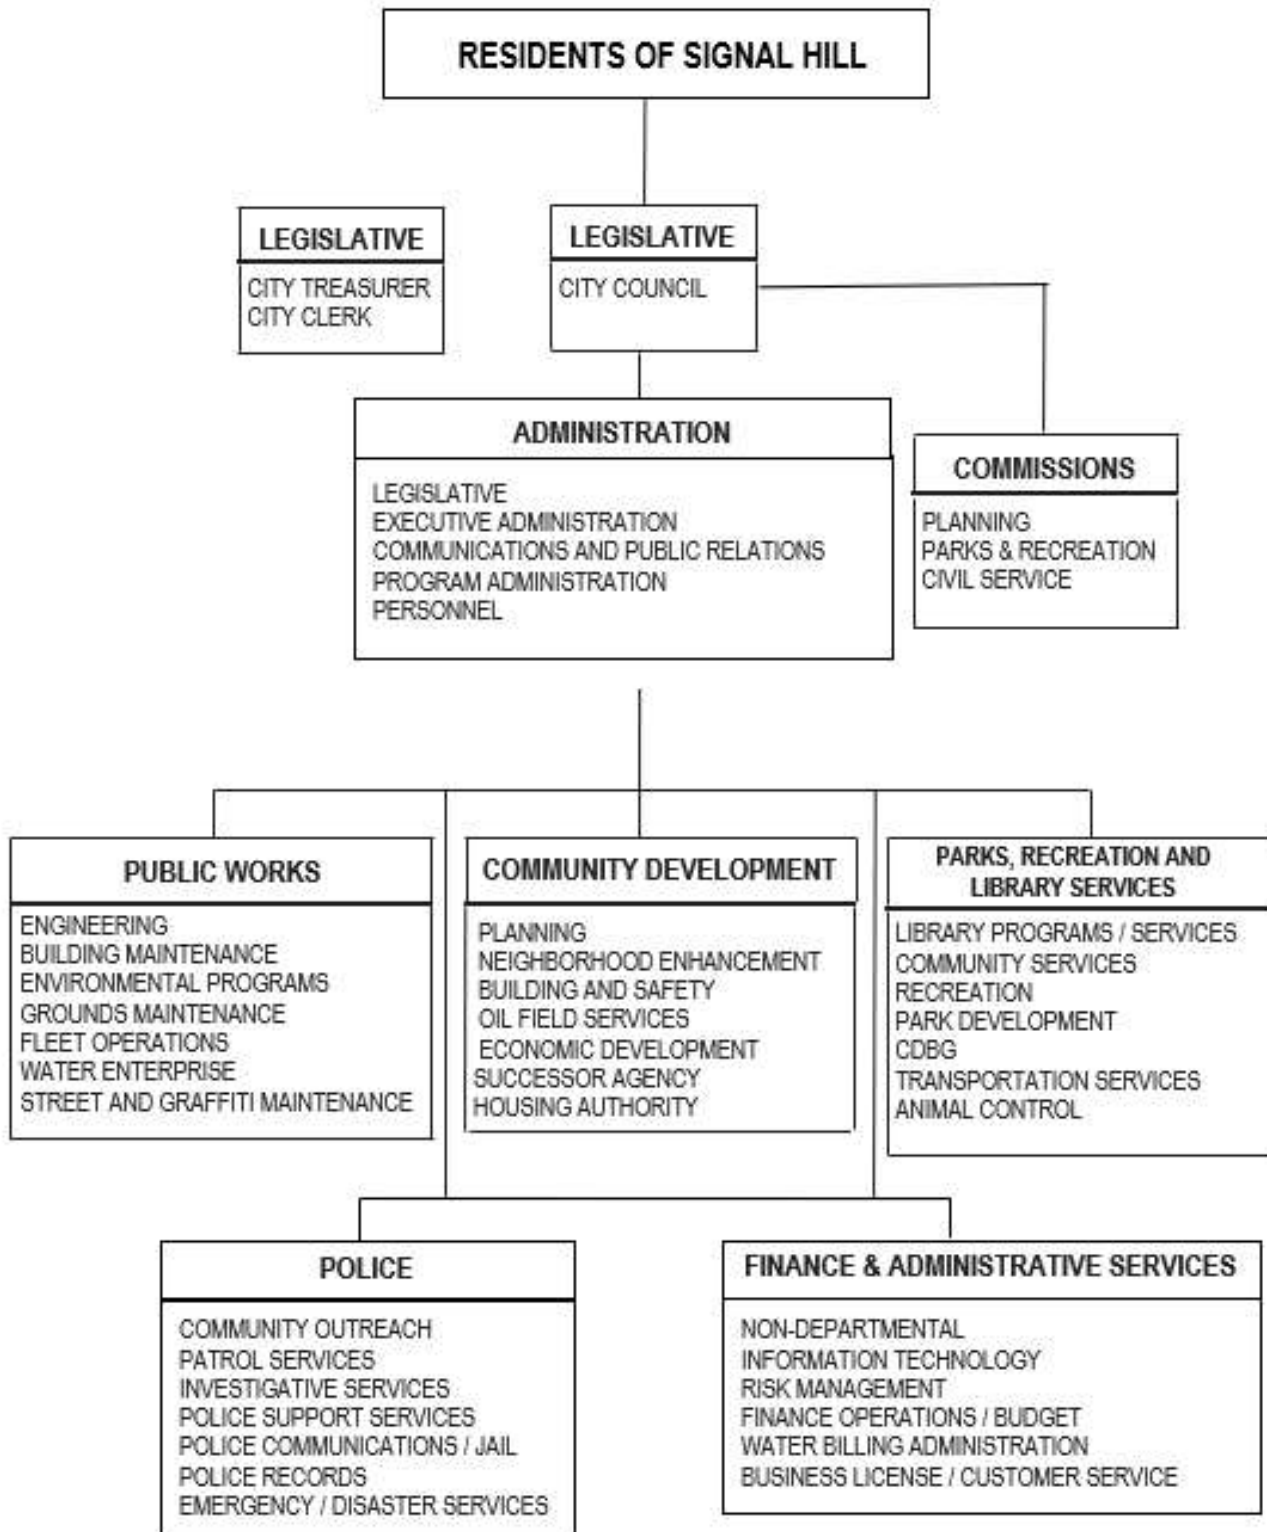 RESIDENTS OF SIGNAL HILL
LEGISLATIVE
CITY TREASURER
CITY CLERK
LEGISLATIVE
CITY COUNCIL
ADMINISTRATION
LEGISLATIVE
EXECUTIVE ADMINISTRATION
COMMUNICATIONS AND PUBLIC RELATIONS
PROGRAM ADMINISTRATION
PERSONNEL
COMMISSIONS
PLANNING
PARKS & RECREATION
CIVIL SERVICE
PUBLIC WORKS
ENGINEERING
BUILDING MAINTENANCE
ENVIRONMENTAL PROGRAMS
GROUNDS MAINTENANCE
FLEET OPERATIONS
WATER ENTERPRISE
STREET AND GRAFFITI MAINTENANCE
COMMUNITY DEVELOPMENT
PLANNING
NEIGHBORHOOD ENHANCEMENT
BUILDING AND SAFETY
OIL FIELD SERVICES
ECONOMIC DEVELOPMENT
SUCCESSOR AGENCY
HOUSING AUTHORITY
PARKS, RECREATION AND
LIBRARY SERVICES
LIBRARY PROGRAMS / SERVICES
COMMUNITY SERVICES
RECREATION
PARK DEVELOPMENT
CDBG
TRANSPORTATION SERVICES
ANIMAL CONTROL
POLICE
COMMUNITY OUTREACH
PATROL SERVICES
INVESTIGATIVE SERVICES
POLICE SUPPORT SERVICES
POLICE COMMUNICATIONS / JAIL
POLICE RECORDS
EMERGENCY / DISASTER SERVICES
FINANCE & ADMINISTRATIVE SERVICES
NON-DEPARTMENTAL
INFORMATION TECHNOLOGY
RISK MANAGEMENT
FINANCE OPERATIONS / BUDGET
WATER BILLING ADMINISTRATION
BUSINESS LICENSE / CUSTOMER SERVICE